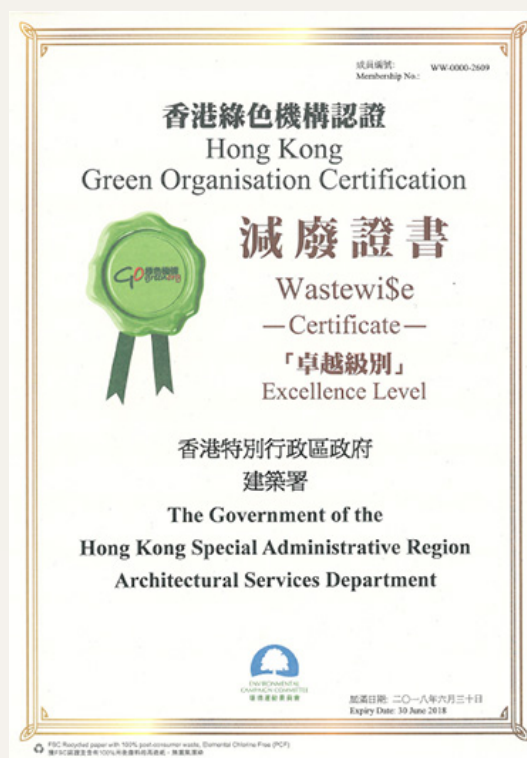 成員編號:
Membership No.: WW-0000-2609
香港綠色機構認證
Hong Kong
Green Organisation Certification
減廢證書
Wastewi$e
—Certificate—
「卓越級別」
Excellence Level
香港特別行政區政府
建築署
The Government of the
Hong Kong Special Administrative Region
Architectural Services Department
ENVIRONMENTAL
CAMPAIGN COMMITTEE
環境運動委員會
屆滿日期: 二○一八年六月三十日
Expiry Date: 30 June 2018
FSC Recycled paper with 100% post-consumer waste, Elemental Chlorine Free (PCF)